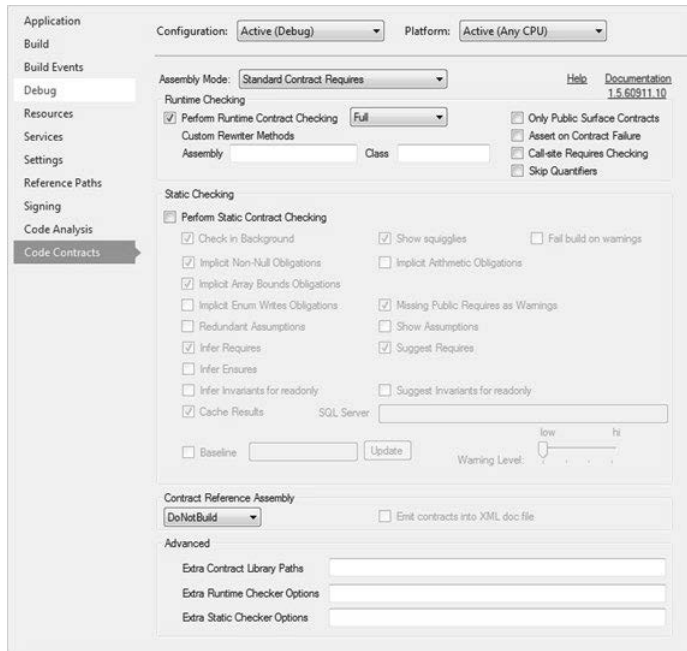 Application
Build
Build Events
Debug
Resources
Services
Settings
Reference Paths
Signing
Code Analysis
Code Contracts
Configuration: Active (Debug) Platform: Active (Any CPU)
Assembly Mode: Standard Contract Requires Help Documentation
1.5.60911.10
Runtime Checking
Perform Runtime Contract Checking Full Only Public Surface Contracts
Custom Rewriter Methods Assert on Contract Failure
Assembly Class Call-site Requires Checking
Skip Quantifiers
Static Checking
Perform Static Contract Checking
Check in Background Show squigglies Fail build on warnings
Implicit Non-Null Obligations Implicit Arithmetic Obligations
Implicit Array Bounds Obligations
Implicit Enum Writes Obligations Missing Public Requires as Warnings
Redundant Assumptions Show Assumptions
Infer Requires Suggest Requires
Infer Ensures
Infer Invariants for readonly Suggest Invariants for readonly
Cache Results SQL Server
low hi
Baseline Update Warning Level:
Contract Reference Assembly
DoNotBuild Emit contracts into XML doc file
Advanced
Extra Contract Library Paths
Extra Runtime Checker Options
Extra Static Checker Options